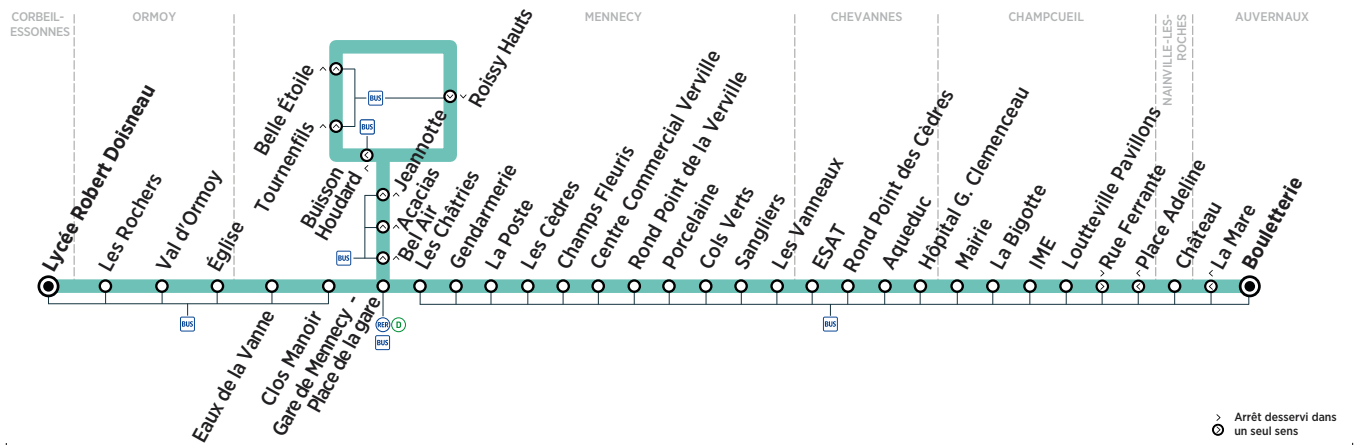 CORBEIL-
ESSONNES
ORMOY
MENNECY
CHEVANNES
CHAMPCUEIL
NAINVILLE-LES-
ROCHES
AUVERNAUX
Lycée Robert Doisneau
Les Rochers
Val d'Ormoy
Église
Eaux de la Vanne
Clos Manoir
Gare de Mennecy -
Place de la gare
Belle Étoile
Tournenfils
Buisson
Houdard
Roissy Hauts
Jeannotte
Acacias
Bel Air
Les Châtries
Gendarmerie
La Poste
Les Cèdres
Champs Fleuris
Centre Commercial Verville
Rond Point de la Verville
Porcelaine
Cols Verts
Sangliers
Les Vanneaux
ESAT
Rond Point des Cèdres
Aqueduc
Hôpital G. Clemenceau
Mairie
La Bigotte
IME
Loutteville Pavillons
Rue Ferrante
Place Adeline
Château
La Mare
Bouletterie
BUS
BUS
BUS
BUS
RER D
BUS
BUS
Arrêt desservi dans
un seul sens